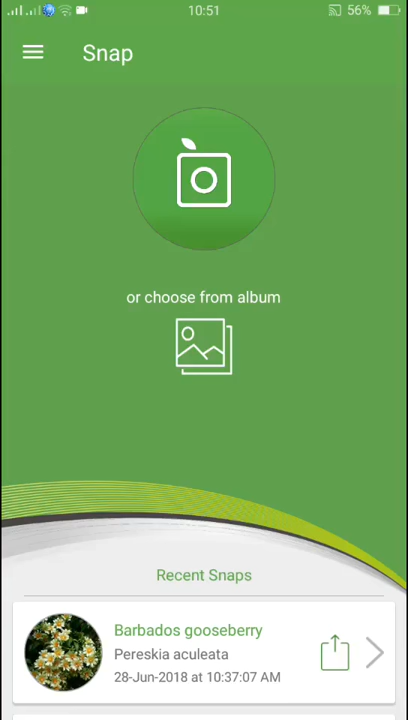 10:51
56%
Snap
or choose from album
Recent Snaps
Barbados gooseberry
Pereskia aculeata
28-Jun-2018 at 10:37:07 AM